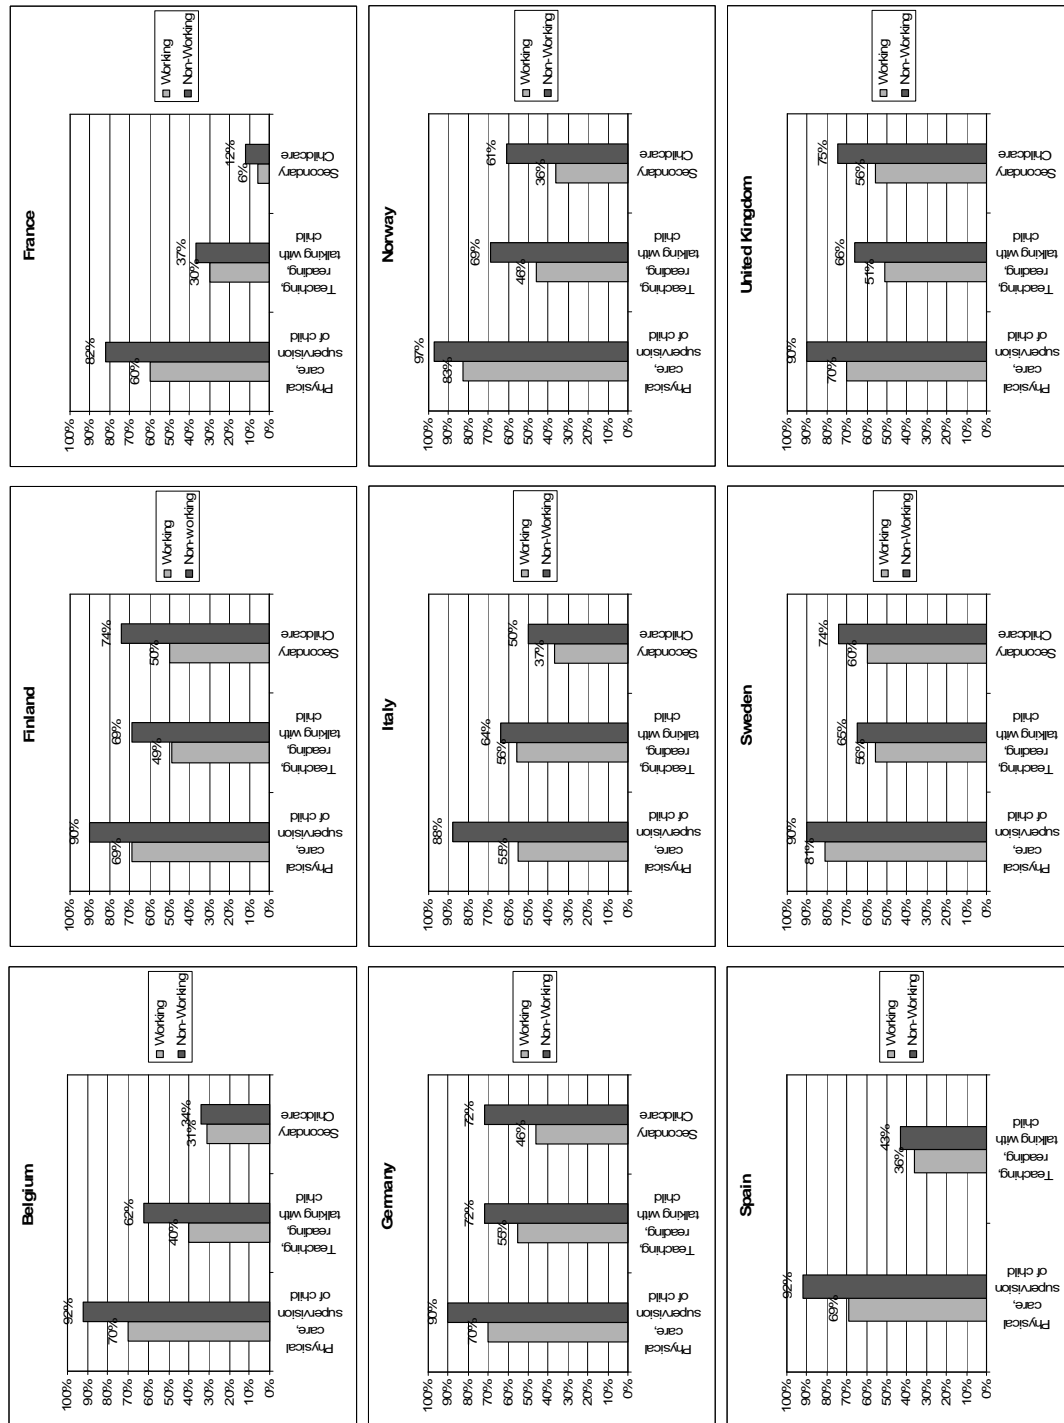 Belgium
100%
90%
80%
70%
60%
50%
40%
30%
20%
10%
0%
70%
92%
40%
62%
31%
34%
Physical
care,
supervision
of child
Teaching,
reading,
talking with
child
Secondary
Childcare
Working
Non-Working
Finland
100%
90%
80%
70%
60%
50%
40%
30%
20%
10%
0%
69%
90%
49%
69%
50%
74%
Physical
care,
supervision
of child
Teaching,
reading,
talking with
child
Secondary
Childcare
Working
Non-working
France
100%
90%
80%
70%
60%
50%
40%
30%
20%
10%
0%
60%
82%
30%
37%
6%
12%
Physical
care,
supervision
of child
Teaching,
reading,
talking with
child
Secondary
Childcare
Working
Non-Working
Germany
100%
90%
80%
70%
60%
50%
40%
30%
20%
10%
0%
70%
90%
55%
72%
46%
72%
Physical
care,
supervision
of child
Teaching,
reading,
talking with
child
Secondary
Childcare
Working
Non-Working
Italy
100%
90%
80%
70%
60%
50%
40%
30%
20%
10%
0%
55%
88%
56%
64%
37%
50%
Physical
care,
supervision
of child
Teaching,
reading,
talking with
child
Secondary
Childcare
Working
Non-Working
Norway
100%
90%
80%
70%
60%
50%
40%
30%
20%
10%
0%
83%
97%
46%
69%
36%
61%
Physical
care,
supervision
of child
Teaching,
reading,
talking with
child
Secondary
Childcare
Working
Non-Working
Spain
100%
90%
80%
70%
60%
50%
40%
30%
20%
10%
0%
69%
92%
36%
43%
Physical
care,
supervision
of child
Teaching,
reading,
talking with
child
Working
Non-Working
Sweden
100%
90%
80%
70%
60%
50%
40%
30%
20%
10%
0%
81%
90%
56%
65%
60%
74%
Physical
care,
supervision
of child
Teaching,
reading,
talking with
child
Secondary
Childcare
Working
Non-Working
United Kingdom
100%
90%
80%
70%
60%
50%
40%
30%
20%
10%
0%
70%
90%
51%
66%
56%
75%
Physical
care,
supervision
of child
Teaching,
reading,
talking with
child
Secondary
Childcare
Working
Non-Working